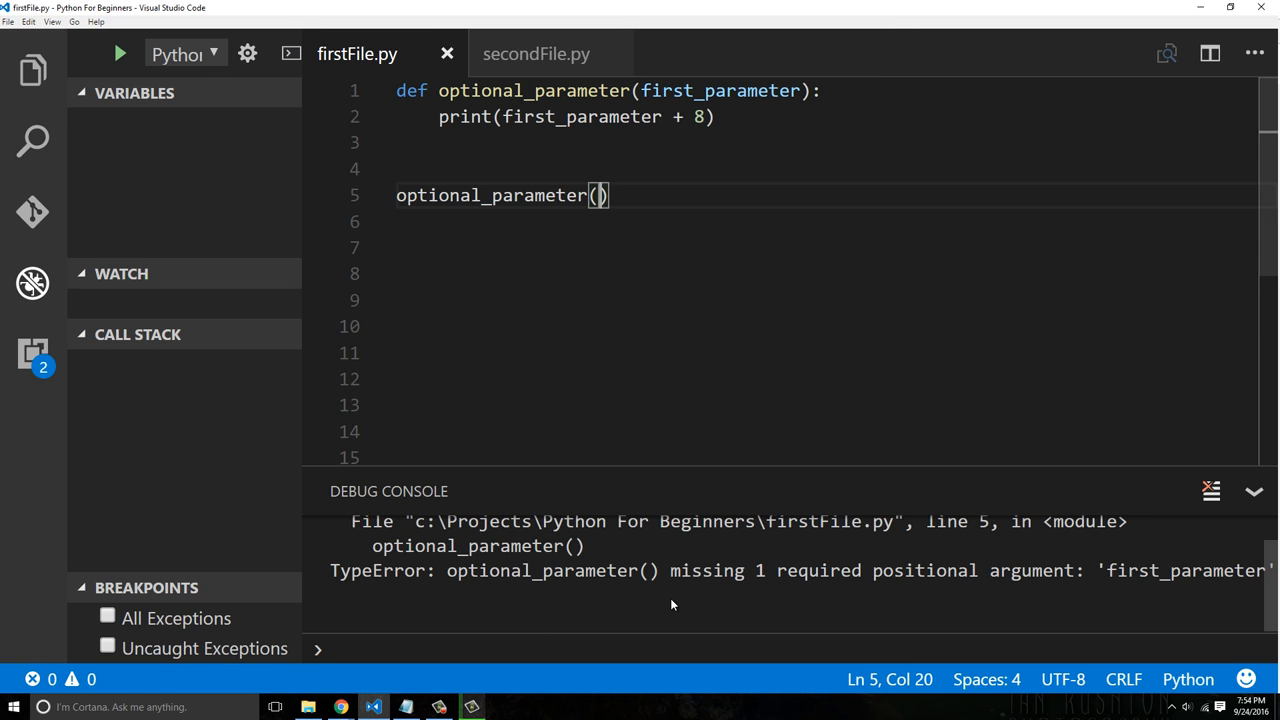 firstFile.py - Python For Beginners - Visual Studio Code
File Edit View Go Help
Python
firstFile.py
secondFile.py
VARIABLES
WATCH
CALL STACK
BREAKPOINTS
All Exceptions
Uncaught Exceptions
2
1 def optional_parameter(first_parameter):
2 print(first_parameter + 8)
3
4
5 optional_parameter()
6
7
8
9
10
11
12
13
14
15
DEBUG CONSOLE
File "c:\Projects\Python For Beginners\firstFile.py", line 5, in <module>
optional_parameter()
TypeError: optional_parameter() missing 1 required positional argument: 'first_parameter'
0 0 Ln 5, Col 20 Spaces: 4 UTF-8 CRLF Python
I'm Cortana. Ask me anything.
7:54 PM
9/24/2016